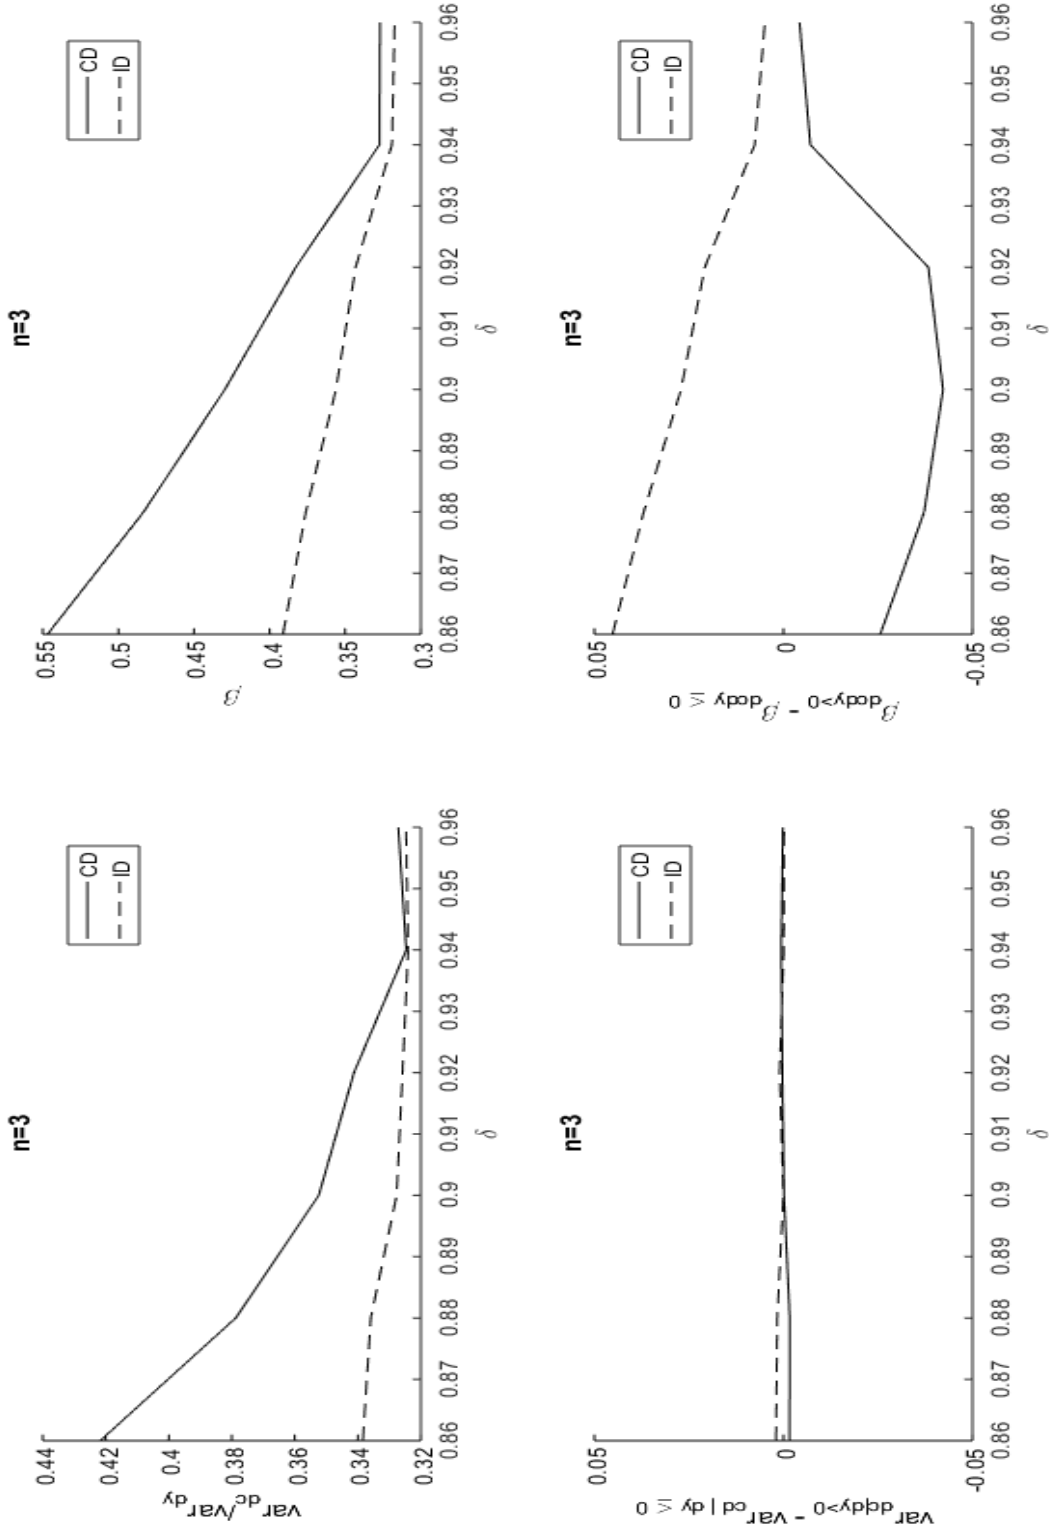 n=3
0.44
0.42
0.4
0.38
0.36
0.34
0.32
var_dc/var_dy
CD
ID
0.86 0.87 0.88 0.89 0.9 0.91 0.92 0.93 0.94 0.95 0.96
δ
n=3
0.55
0.5
0.45
0.4
0.35
0.3
β
CD
ID
0.86 0.87 0.88 0.89 0.9 0.91 0.92 0.93 0.94 0.95 0.96
δ
n=3
0.05
0
-0.05
var_dc|dy>0 - var_cd | dy ≤ 0
CD
ID
0.86 0.87 0.88 0.89 0.9 0.91 0.92 0.93 0.94 0.95 0.96
δ
n=3
0.05
0
-0.05
β_dcdy>0 - β_dcdy ≤ 0
CD
ID
0.86 0.87 0.88 0.89 0.9 0.91 0.92 0.93 0.94 0.95 0.96
δ